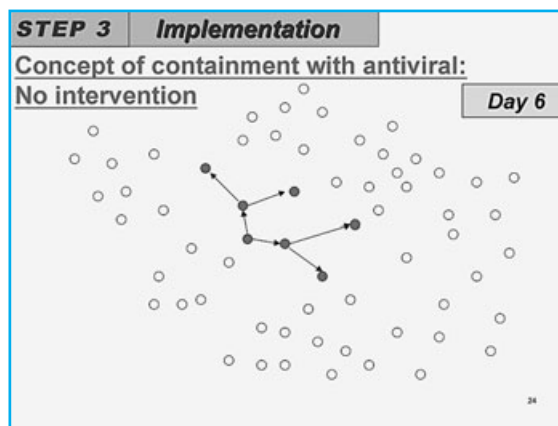 STEP 3 Implementation
Concept of containment with antiviral:
No intervention
Day 6
24